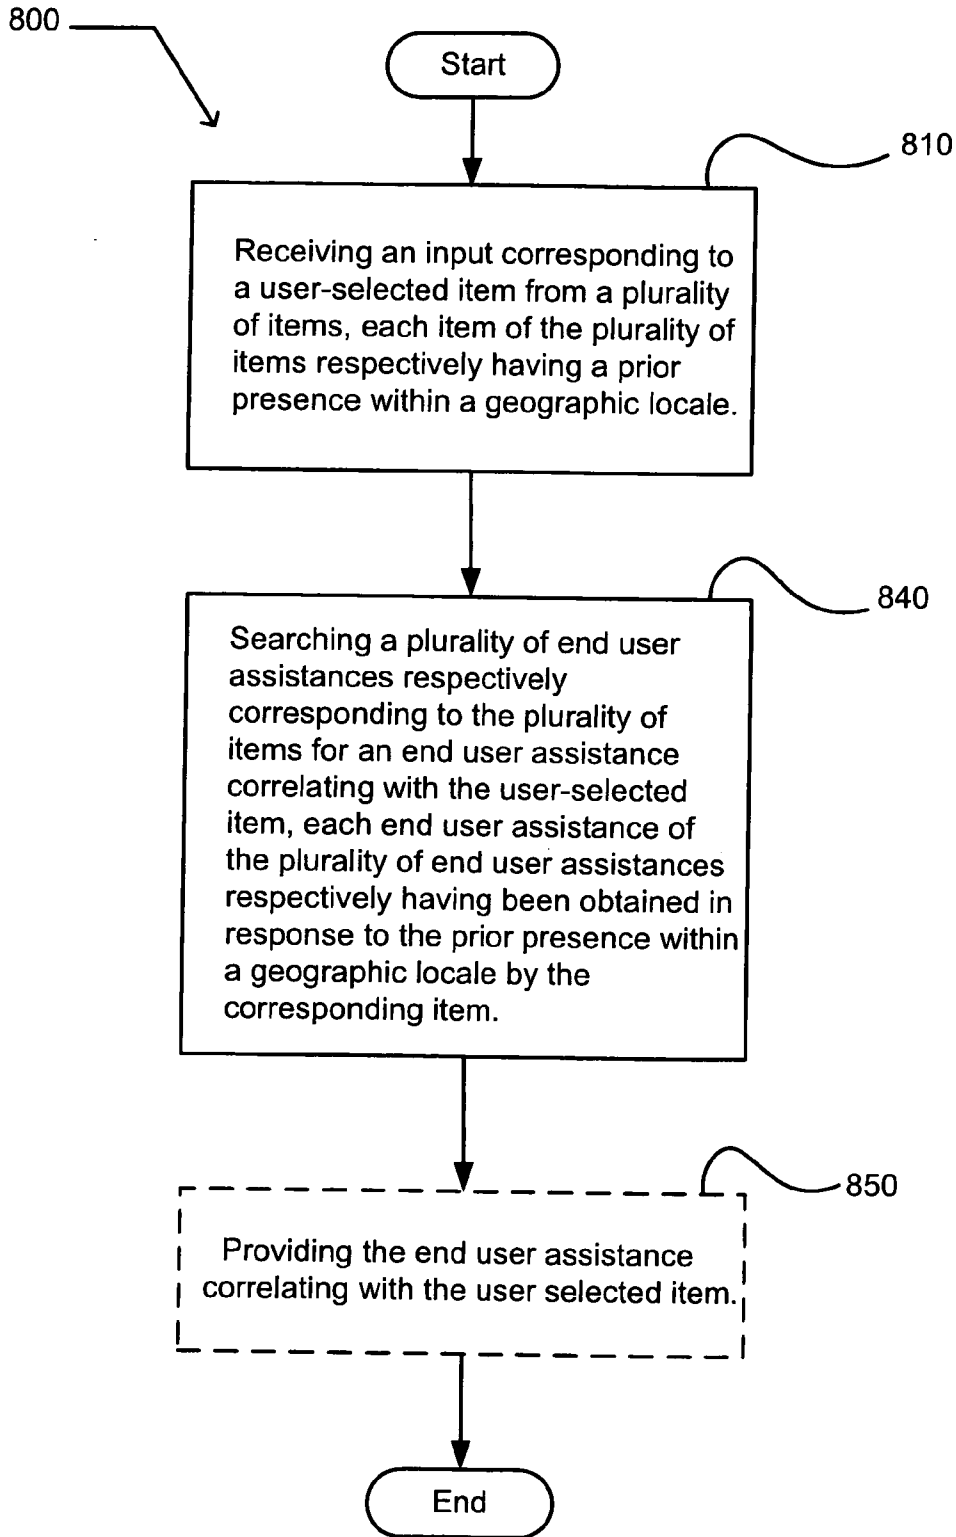 800
Start
810
Receiving an input corresponding to
a user-selected item from a plurality
of items, each item of the plurality of
items respectively having a prior
presence within a geographic locale.
840
Searching a plurality of end user
assistances respectively
corresponding to the plurality of
items for an end user assistance
correlating with the user-selected
item, each end user assistance of
the plurality of end user assistances
respectively having been obtained in
response to the prior presence within
a geographic locale by the
corresponding item.
850
Providing the end user assistance
correlating with the user selected item.
End